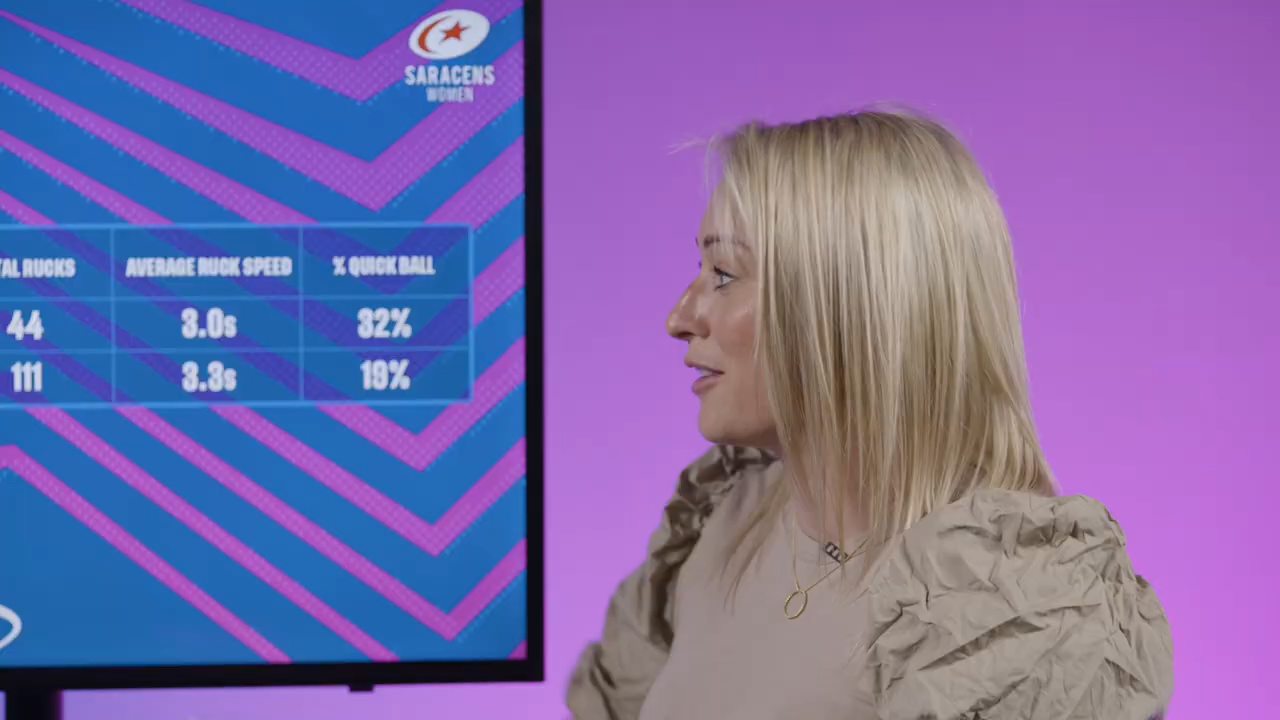 SARACENS
WOMEN
TAL RUCKS AVERAGE RUCK SPEED % QUICK BALL
44 3.0s 32%
111 3.3s 19%